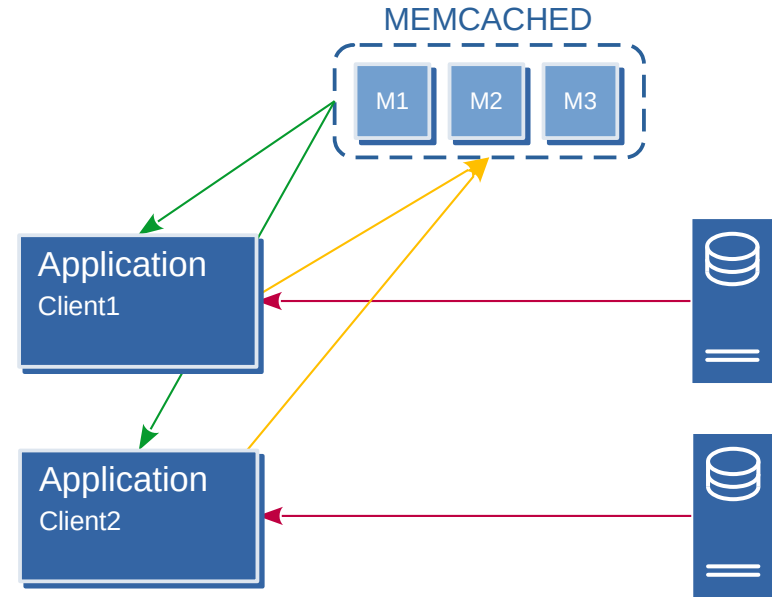 MEMCACHED
M1
M2
M3
Application
Client1
Application
Client2